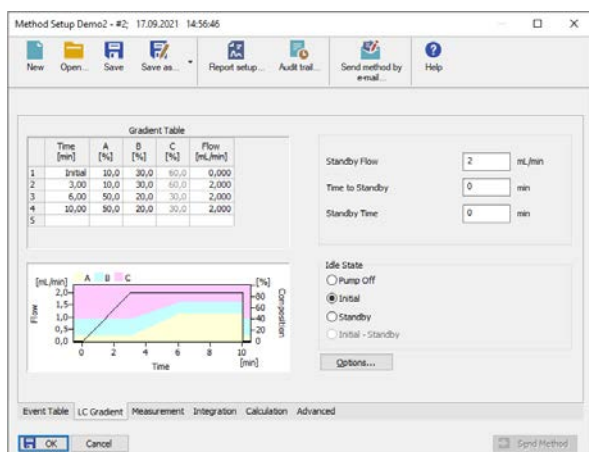 Method Setup Demo2 - #2; 17.09.2021 14:56:46
New Open... Save Save as... Report setup... Audit trail... Send method by e-mail... Help
Gradient Table
Time [min] A [%] B [%] C [%] Flow [mL/min]
1 Initial 10,0 30,0 60,0 0,000
2 3,00 10,0 30,0 60,0 2,000
3 6,00 50,0 20,0 30,0 2,000
4 10,00 50,0 20,0 30,0 2,000
5
Standby Flow 2 mL/min
Time to Standby 0 min
Standby Time 0 min
[mL/min] A B C [%]
2,0 80
1,5 60
1,0 40
0,5 20
0,0 0
Flow
Composition
0 2 4 6 8 10
Time [min]
Idle State
Pump Off
Initial
Standby
Initial - Standby
Options...
Event Table LC Gradient Measurement Integration Calculation Advanced
OK Cancel Send Method